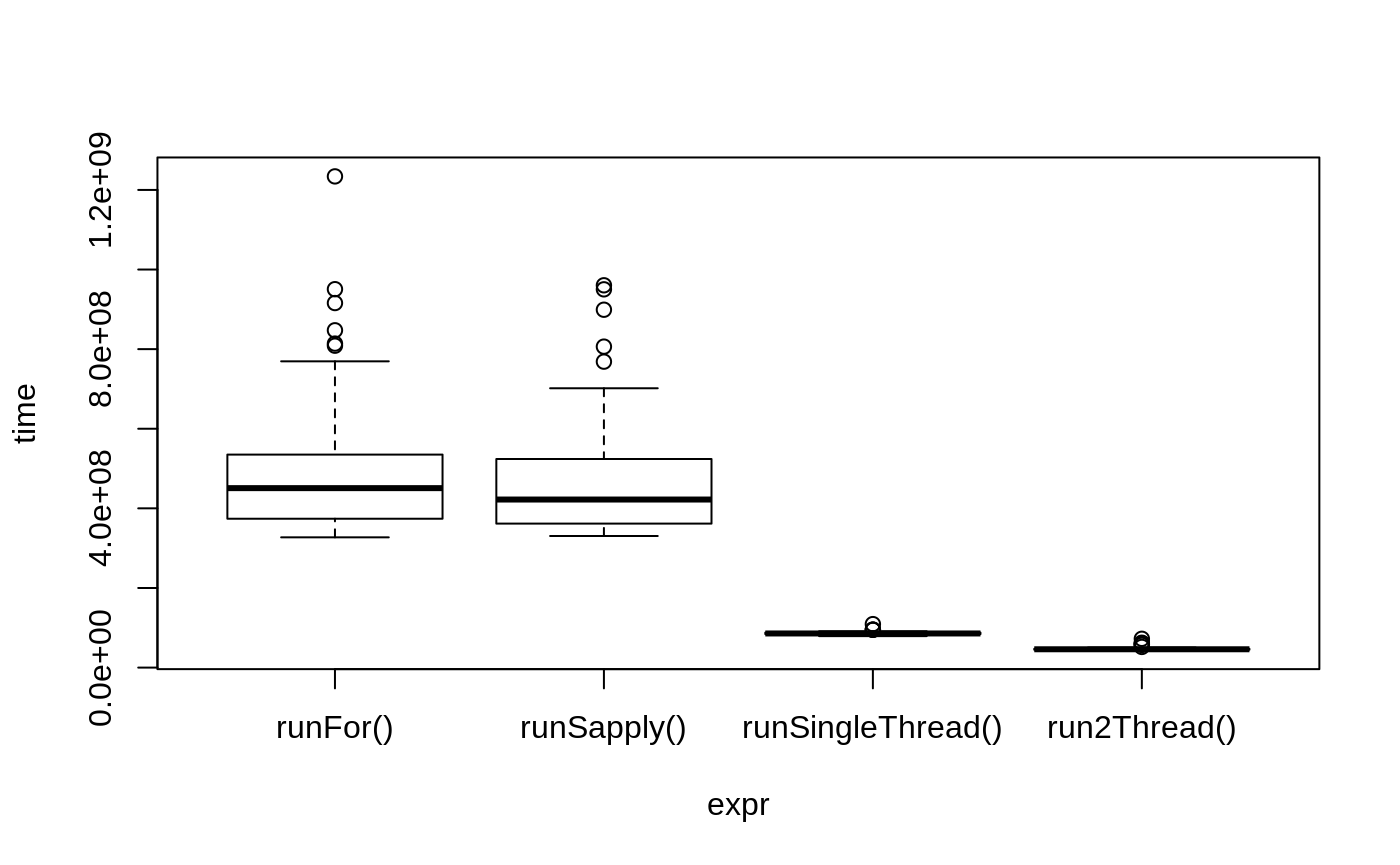 1.2e+09
8.0e+08
4.0e+08
0.0e+00
time
runFor()
runSapply()
runSingleThread()
run2Thread()
expr